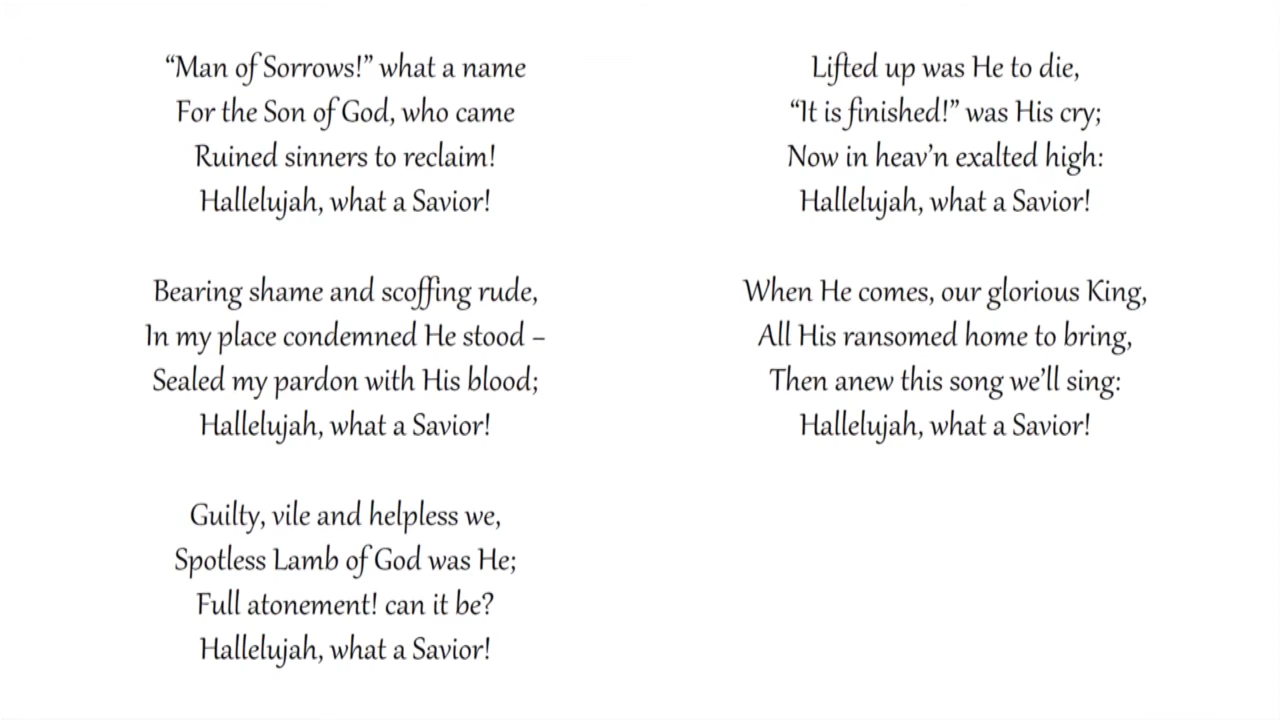 “Man of Sorrows!” what a name
For the Son of God, who came
Ruined sinners to reclaim!
Hallelujah, what a Savior!
Bearing shame and scoffing rude,
In my place condemned He stood –
Sealed my pardon with His blood;
Hallelujah, what a Savior!
Guilty, vile and helpless we,
Spotless Lamb of God was He;
Full atonement! can it be?
Hallelujah, what a Savior!
Lifted up was He to die,
“It is finished!” was His cry;
Now in heav’n exalted high:
Hallelujah, what a Savior!
When He comes, our glorious King,
All His ransomed home to bring,
Then anew this song we’ll sing:
Hallelujah, what a Savior!